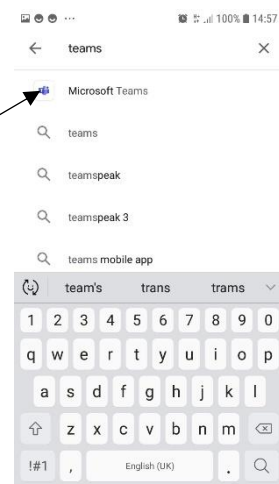 100% 14:57
teams
Microsoft Teams
teams
teamspeak
teamspeak 3
teams mobile app
team's trans trams
1 2 3 4 5 6 7 8 9 0
q w e r t y u i o p
a s d f g h j k l
z x c v b n m
!#1 , English (UK) .